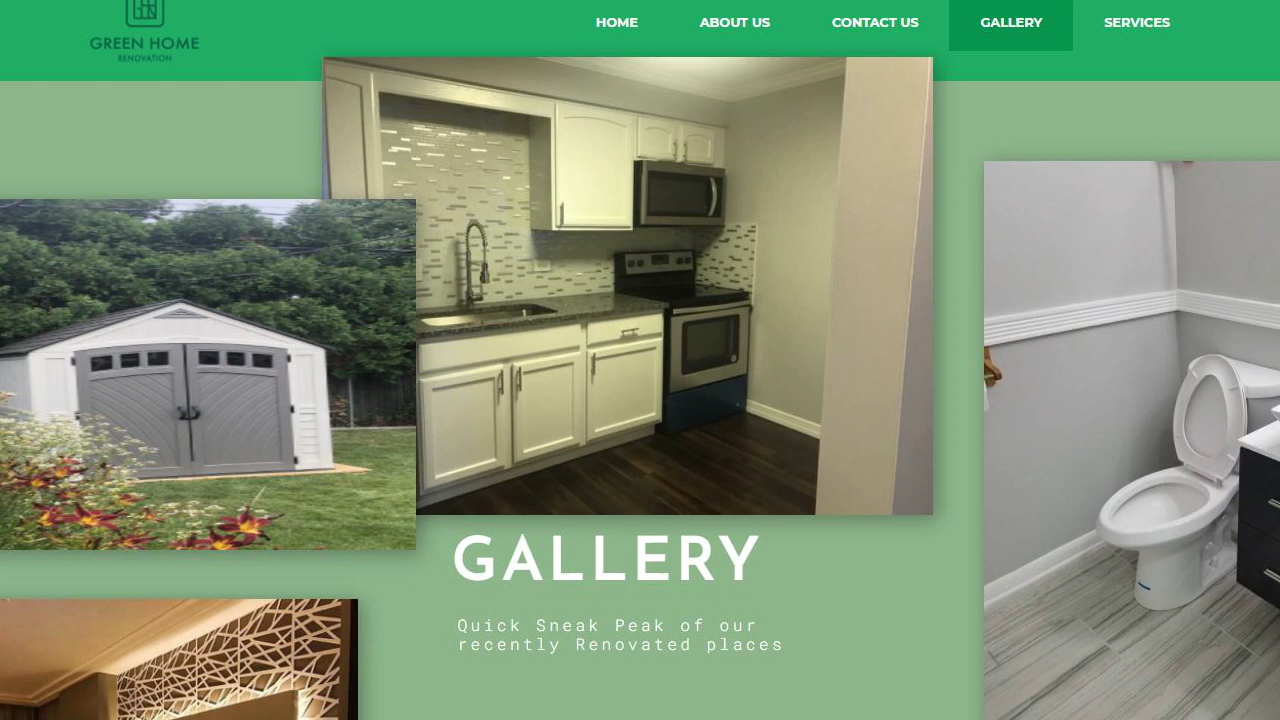 HOME
ABOUT US
CONTACT US
GALLERY
SERVICES
GREEN HOME
RENOVATION
GALLERY
Quick Sneak Peak of our
recently Renovated places